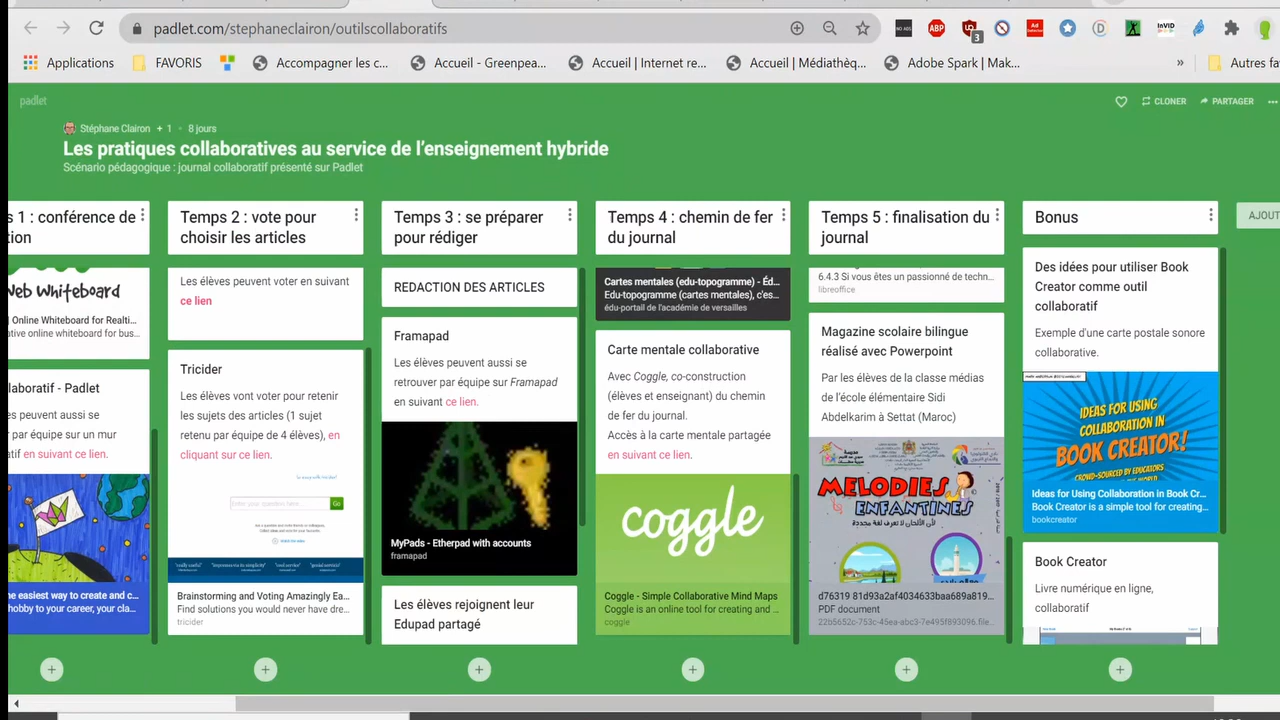 padlet.com/stephaneclairon/outilscollaboratifs
Applications
FAVORIS
Accompagner les c...
Accueil - Greenpea...
Accueil | Internet re...
Accueil | Médiathèq...
Adobe Spark | Mak...
»
Autres fa
padlet
CLONER
PARTAGER
Stéphane Clairon + 1 • 8 jours
Les pratiques collaboratives au service de l'enseignement hybride
Scénario pédagogique : journal collaboratif présenté sur Padlet
s 1 : conférence de
tion
Web Whiteboard
Online Whiteboard for Realti...
ative online whiteboard for bus...
laboratif - Padlet
s peuvent aussi se
par équipe sur un mur
atif en suivant ce lien.
he easiest way to create and c...
hobby to your career, your cla...
Temps 2 : vote pour
choisir les articles
Les élèves peuvent voter en suivant
ce lien
Tricider
Les élèves vont voter pour retenir
les sujets des articles (1 sujet
retenu par équipe de 4 élèves), en
cliquant sur ce lien.
Go
Brainstorming and Voting Amazingly Ea...
Find solutions you would never have dre...
tricider
Temps 3 : se préparer
pour rédiger
REDACTION DES ARTICLES
Framapad
Les élèves peuvent aussi se
retrouver par équipe sur Framapad
en suivant ce lien.
MyPads - Etherpad with accounts
framapad
Les élèves rejoignent leur
Edupad partagé
Temps 4 : chemin de fer
du journal
Cartes mentales (edu-topogramme) - Éd...
Edu-topogramme (cartes mentales), c'es...
édu-portail de l'académie de versailles
Carte mentale collaborative
Avec Coggle, co-construction
(élèves et enseignant) du chemin
de fer du journal.
Accès à la carte mentale partagée
en suivant ce lien.
coggle
Coggle - Simple Collaborative Mind Maps
Coggle is an online tool for creating and ...
coggle
Temps 5 : finalisation du
journal
6.4.3 Si vous êtes un passionné de techn...
libreoffice
Magazine scolaire bilingue
réalisé avec Powerpoint
Par les élèves de la classe médias
de l'école élémentaire Sidi
Abdelkarim à Settat (Maroc)
MELODIES
ENFANTINES
d76319 81d93a2af4034633baa689a819...
PDF document
22b5652c-753c-45ea-abc3-7e495f893096.file...
Bonus
Des idées pour utiliser Book
Creator comme outil
collaboratif
Exemple d'une carte postale sonore
collaborative.
IDEAS FOR USING
COLLABORATION IN
BOOK CREATOR!
CROWD-SOURCED BY EDUCATORS
Ideas for Using Collaboration in Book Cr...
Book Creator is a simple tool for creating...
bookcreator
Book Creator
Livre numérique en ligne,
collaboratif
AJOUT